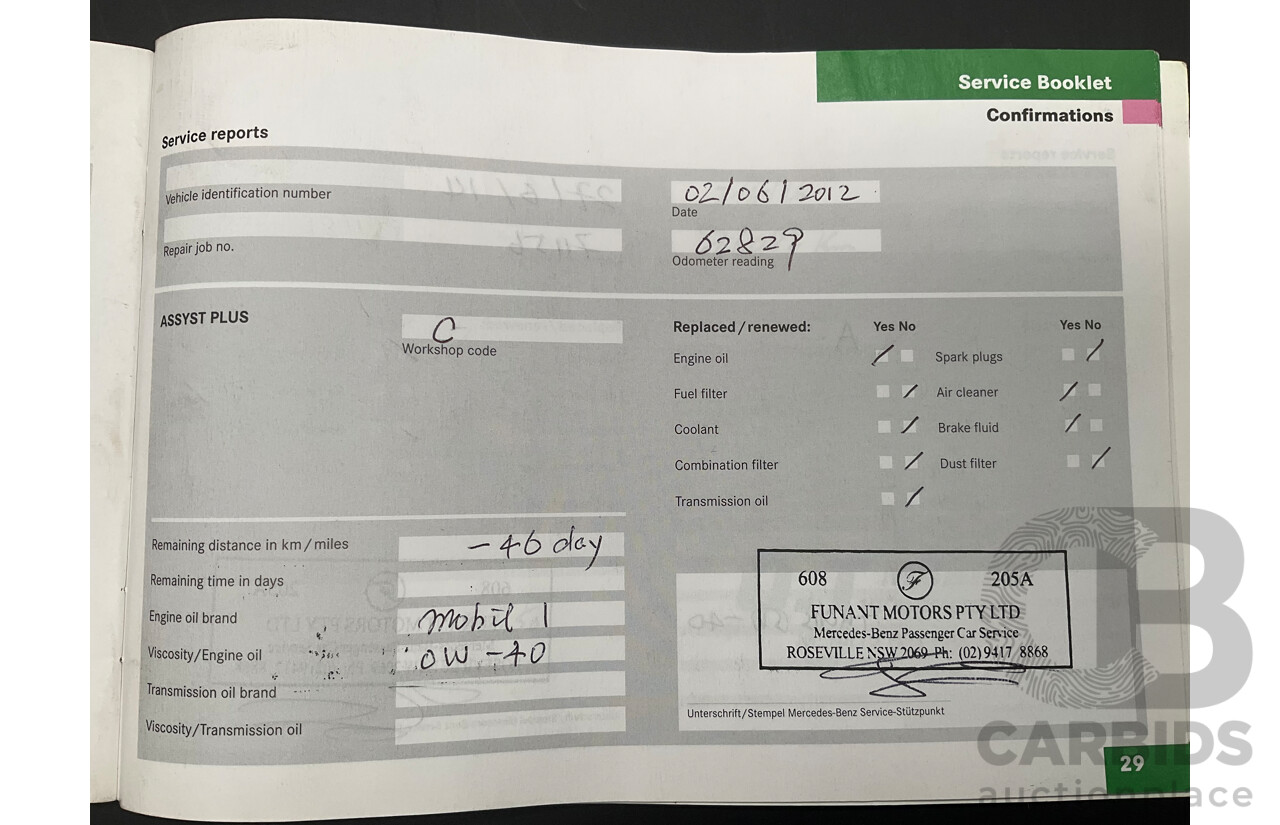 Service Booklet
Confirmations
Service reports
Vehicle identification number
02/06/2012
Date
Repair job no.
62829
Odometer reading
ASSYST PLUS
C
Workshop code
Replaced/renewed: Yes No Yes No
Engine oil Spark plugs
Fuel filter Air cleaner
Coolant Brake fluid
Combination filter Dust filter
Transmission oil
Remaining distance in km/miles -46 day
Remaining time in days
Engine oil brand mobil 1
Viscosity/Engine oil 0W-40
Transmission oil brand
Viscosity/Transmission oil
608 F 205A
FUNANT MOTORS PTY LTD
Mercedes-Benz Passenger Car Service
ROSEVILLE NSW 2069 Ph: (02) 9417 8868
Unterschrift/Stempel Mercedes-Benz Service-Stützpunkt
29
CARBIDS
auctionplace